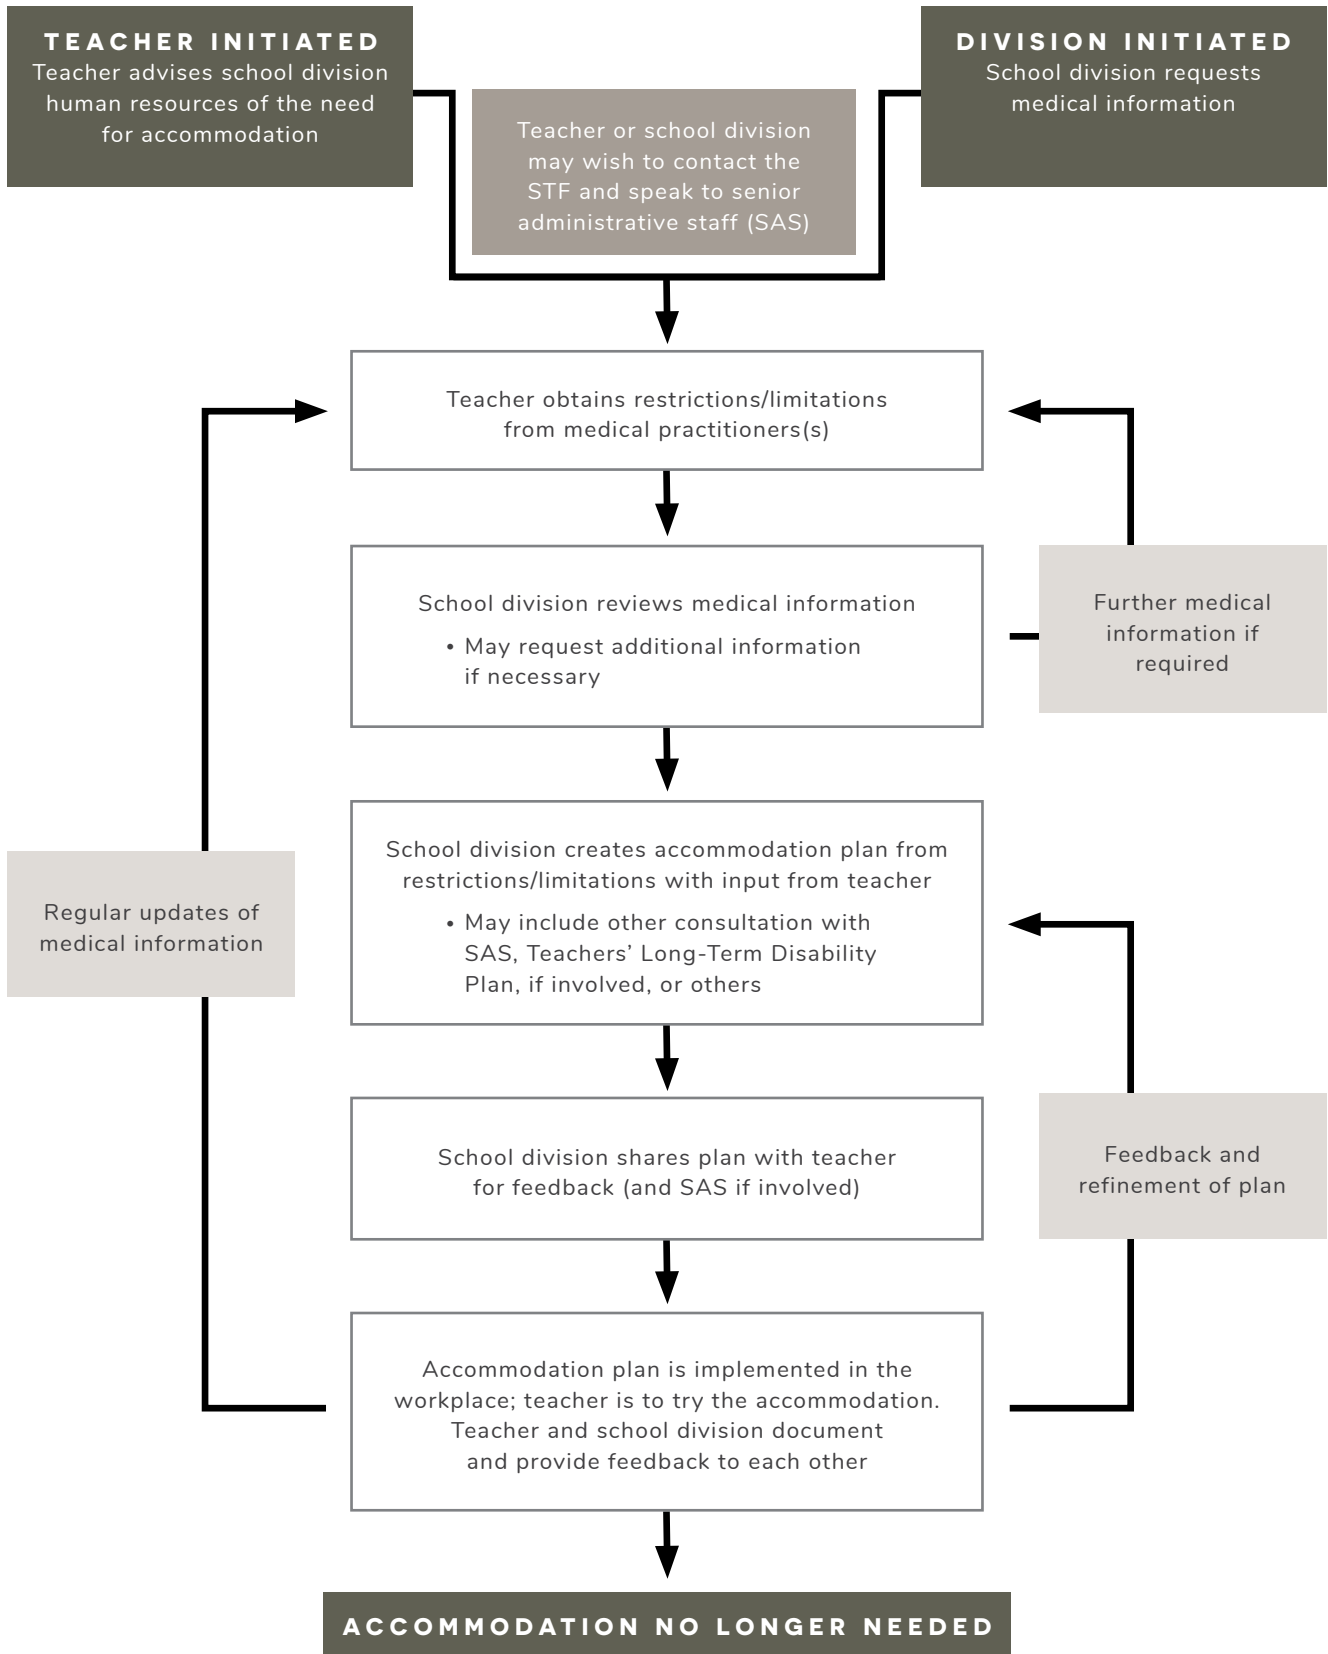 TEACHER INITIATED
Teacher advises school division
human resources of the need
for accommodation
DIVISION INITIATED
School division requests
medical information
Teacher or school division
may wish to contact the
STF and speak to senior
administrative staff (SAS)
Teacher obtains restrictions/limitations
from medical practitioners(s)
School division reviews medical information
• May request additional information
if necessary
Further medical
information if
required
School division creates accommodation plan from
restrictions/limitations with input from teacher
• May include other consultation with
SAS, Teachers’ Long-Term Disability
Plan, if involved, or others
Regular updates of
medical information
School division shares plan with teacher
for feedback (and SAS if involved)
Feedback and
refinement of plan
Accommodation plan is implemented in the
workplace; teacher is to try the accommodation.
Teacher and school division document
and provide feedback to each other
ACCOMMODATION NO LONGER NEEDED